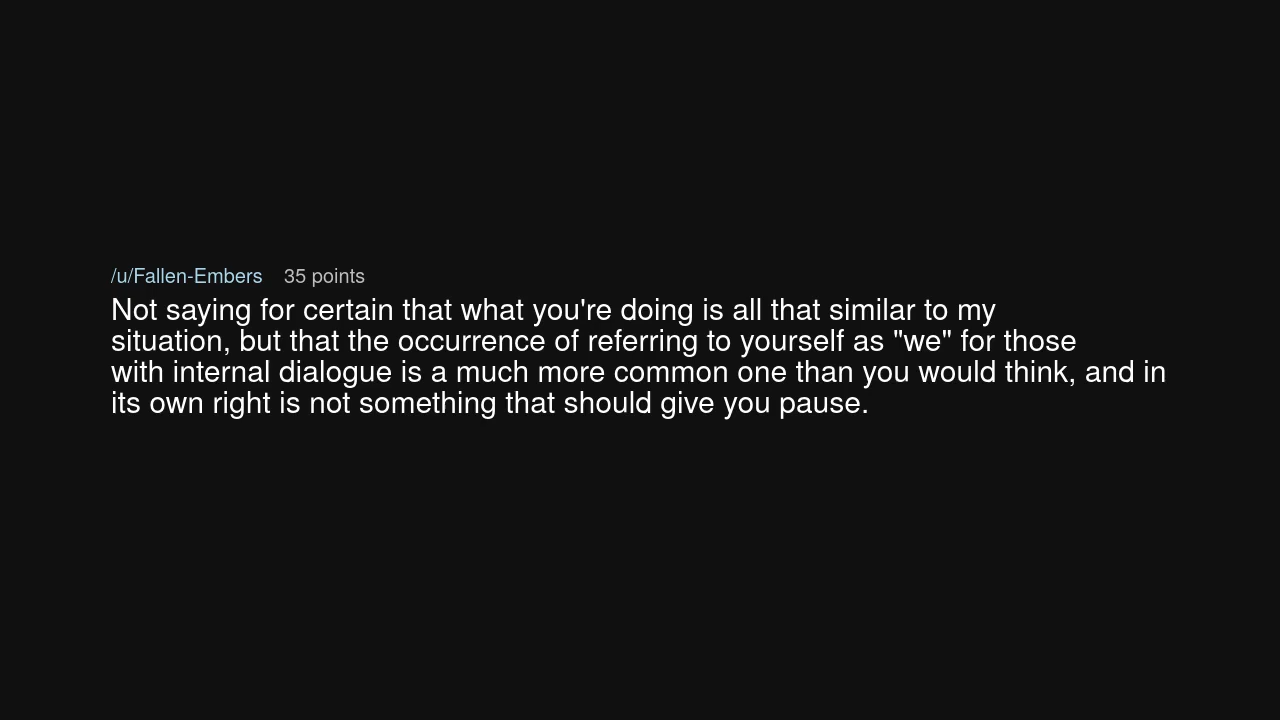 /u/Fallen-Embers 35 points
Not saying for certain that what you're doing is all that similar to my
situation, but that the occurrence of referring to yourself as "we" for those
with internal dialogue is a much more common one than you would think, and in
its own right is not something that should give you pause.